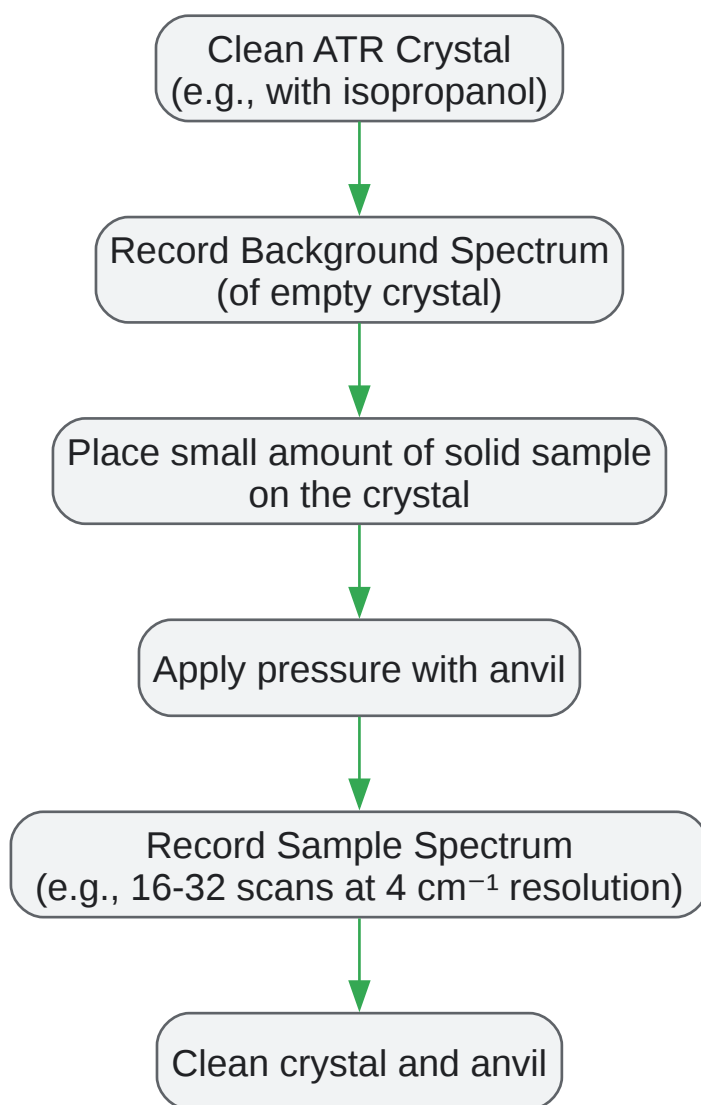 Clean ATR Crystal
(e.g., with isopropanol)
Record Background Spectrum
(of empty crystal)
Place small amount of solid sample
on the crystal
Apply pressure with anvil
Record Sample Spectrum
(e.g., 16-32 scans at 4 cm⁻¹ resolution)
Clean crystal and anvil